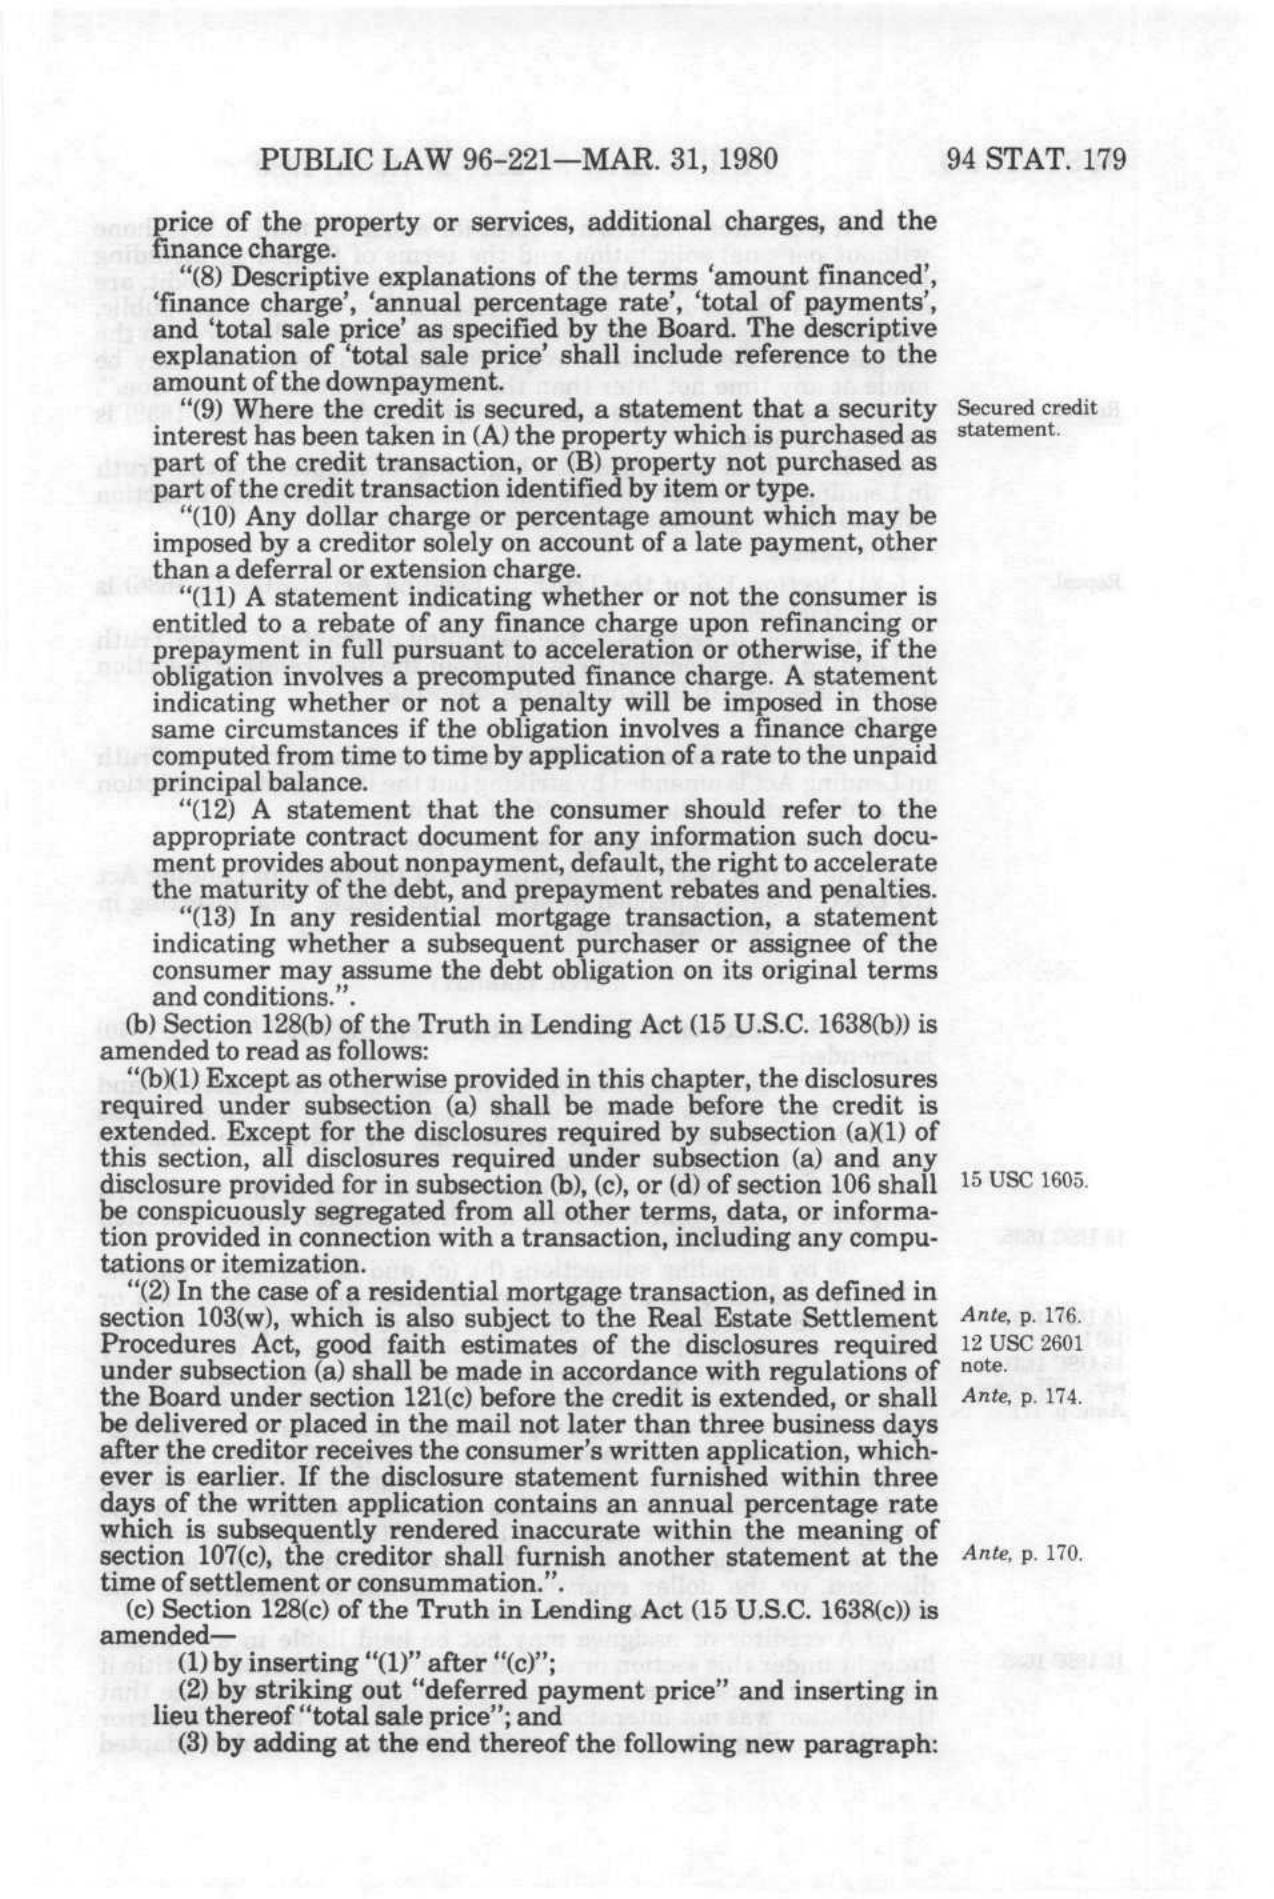 PUBLIC LAW 96-221—MAR. 31, 1980 94 STAT. 179
price of the property or services, additional charges, and the
finance charge.
“(8) Descriptive explanations of the terms ‘amount financed’,
‘finance charge’, ‘annual percentage rate’, ‘total of payments’,
and ‘total sale price’ as specified by the Board. The descriptive
explanation of ‘total sale price’ shall include reference to the
amount of the downpayment.
“(9) Where the credit is secured, a statement that a security
interest has been taken in (A) the property which is purchased as
part of the credit transaction, or (B) property not purchased as
part of the credit transaction identified by item or type.
Secured credit
statement.
“(10) Any dollar charge or percentage amount which may be
imposed by a creditor solely on account of a late payment, other
than a deferral or extension charge.
“(11) A statement indicating whether or not the consumer is
entitled to a rebate of any finance charge upon refinancing or
prepayment in full pursuant to acceleration or otherwise, if the
obligation involves a precomputed finance charge. A statement
indicating whether or not a penalty will be imposed in those
same circumstances if the obligation involves a finance charge
computed from time to time by application of a rate to the unpaid
principal balance.
“(12) A statement that the consumer should refer to the
appropriate contract document for any information such docu-
ment provides about nonpayment, default, the right to accelerate
the maturity of the debt, and prepayment rebates and penalties.
“(13) In any residential mortgage transaction, a statement
indicating whether a subsequent purchaser or assignee of the
consumer may assume the debt obligation on its original terms
and conditions.”.
(b) Section 128(b) of the Truth in Lending Act (15 U.S.C. 1638(b)) is
amended to read as follows:
“(b)(1) Except as otherwise provided in this chapter, the disclosures
required under subsection (a) shall be made before the credit is
extended. Except for the disclosures required by subsection (a)(1) of
this section, all disclosures required under subsection (a) and any
disclosure provided for in subsection (b), (c), or (d) of section 106 shall
be conspicuously segregated from all other terms, data, or informa-
tion provided in connection with a transaction, including any compu-
tations or itemization.
15 USC 1605.
“(2) In the case of a residential mortgage transaction, as defined in
section 103(w), which is also subject to the Real Estate Settlement
Procedures Act, good faith estimates of the disclosures required
under subsection (a) shall be made in accordance with regulations of
the Board under section 121(c) before the credit is extended, or shall
be delivered or placed in the mail not later than three business days
after the creditor receives the consumer’s written application, which-
ever is earlier. If the disclosure statement furnished within three
days of the written application contains an annual percentage rate
which is subsequently rendered inaccurate within the meaning of
section 107(c), the creditor shall furnish another statement at the
time of settlement or consummation.”.
Ante, p. 176.
12 USC 2601
note.
Ante, p. 174.
Ante, p. 170.
(c) Section 128(c) of the Truth in Lending Act (15 U.S.C. 1638(c)) is
amended—
(1) by inserting “(1)” after “(c)”;
(2) by striking out “deferred payment price” and inserting in
lieu thereof “total sale price”; and
(3) by adding at the end thereof the following new paragraph: